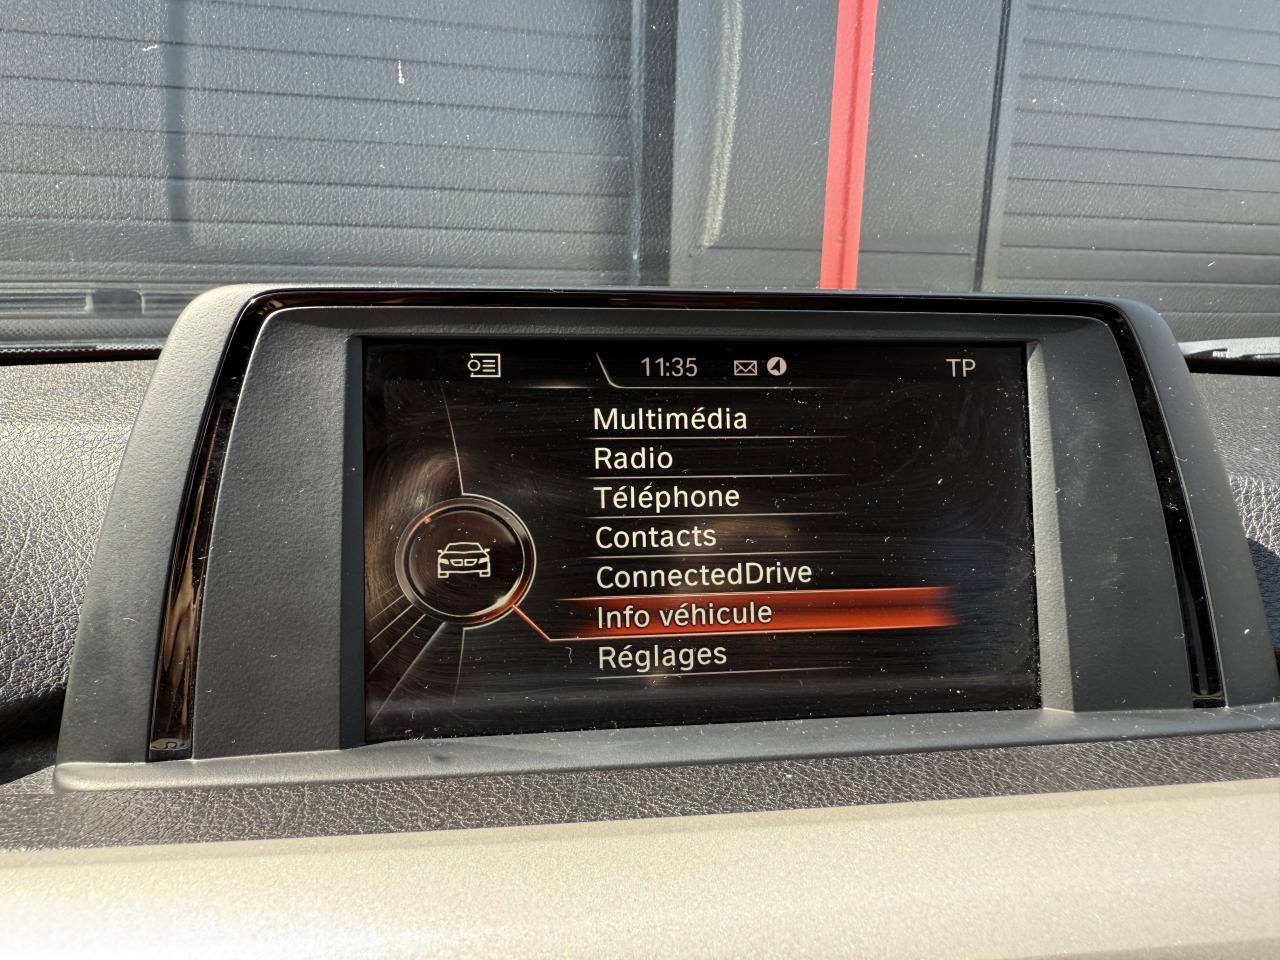 11:35 TP
Multimédia
Radio
Téléphone
Contacts
ConnectedDrive
Info véhicule
Réglages